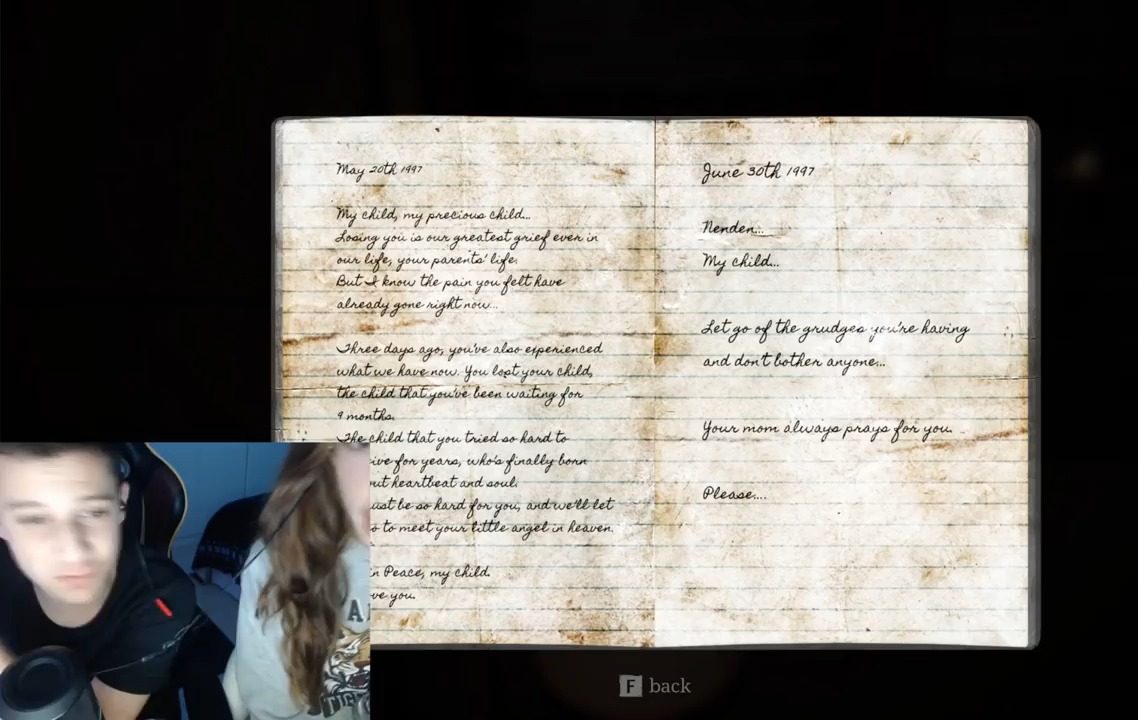 May 20th 1997
My child, my precious child...
Losing you is our greatest grief ever in
our life, your parents' life.
But I know the pain you felt have
already gone right now...
Three days ago, you've also experienced
what we have now. You lost your child,
the child that you've been waiting for
9 months.
The child that you tried so hard to
for years, who's finally born
heartbeat and soul.
must be so hard for you, and we'll let
to meet your little angel in heaven.
in Peace, my child.
you.
June 30th 1997
Nenden...
My child...
Let go of the grudges you're having
and don't bother anyone...
Your mom always prays for you.
Please....
F back